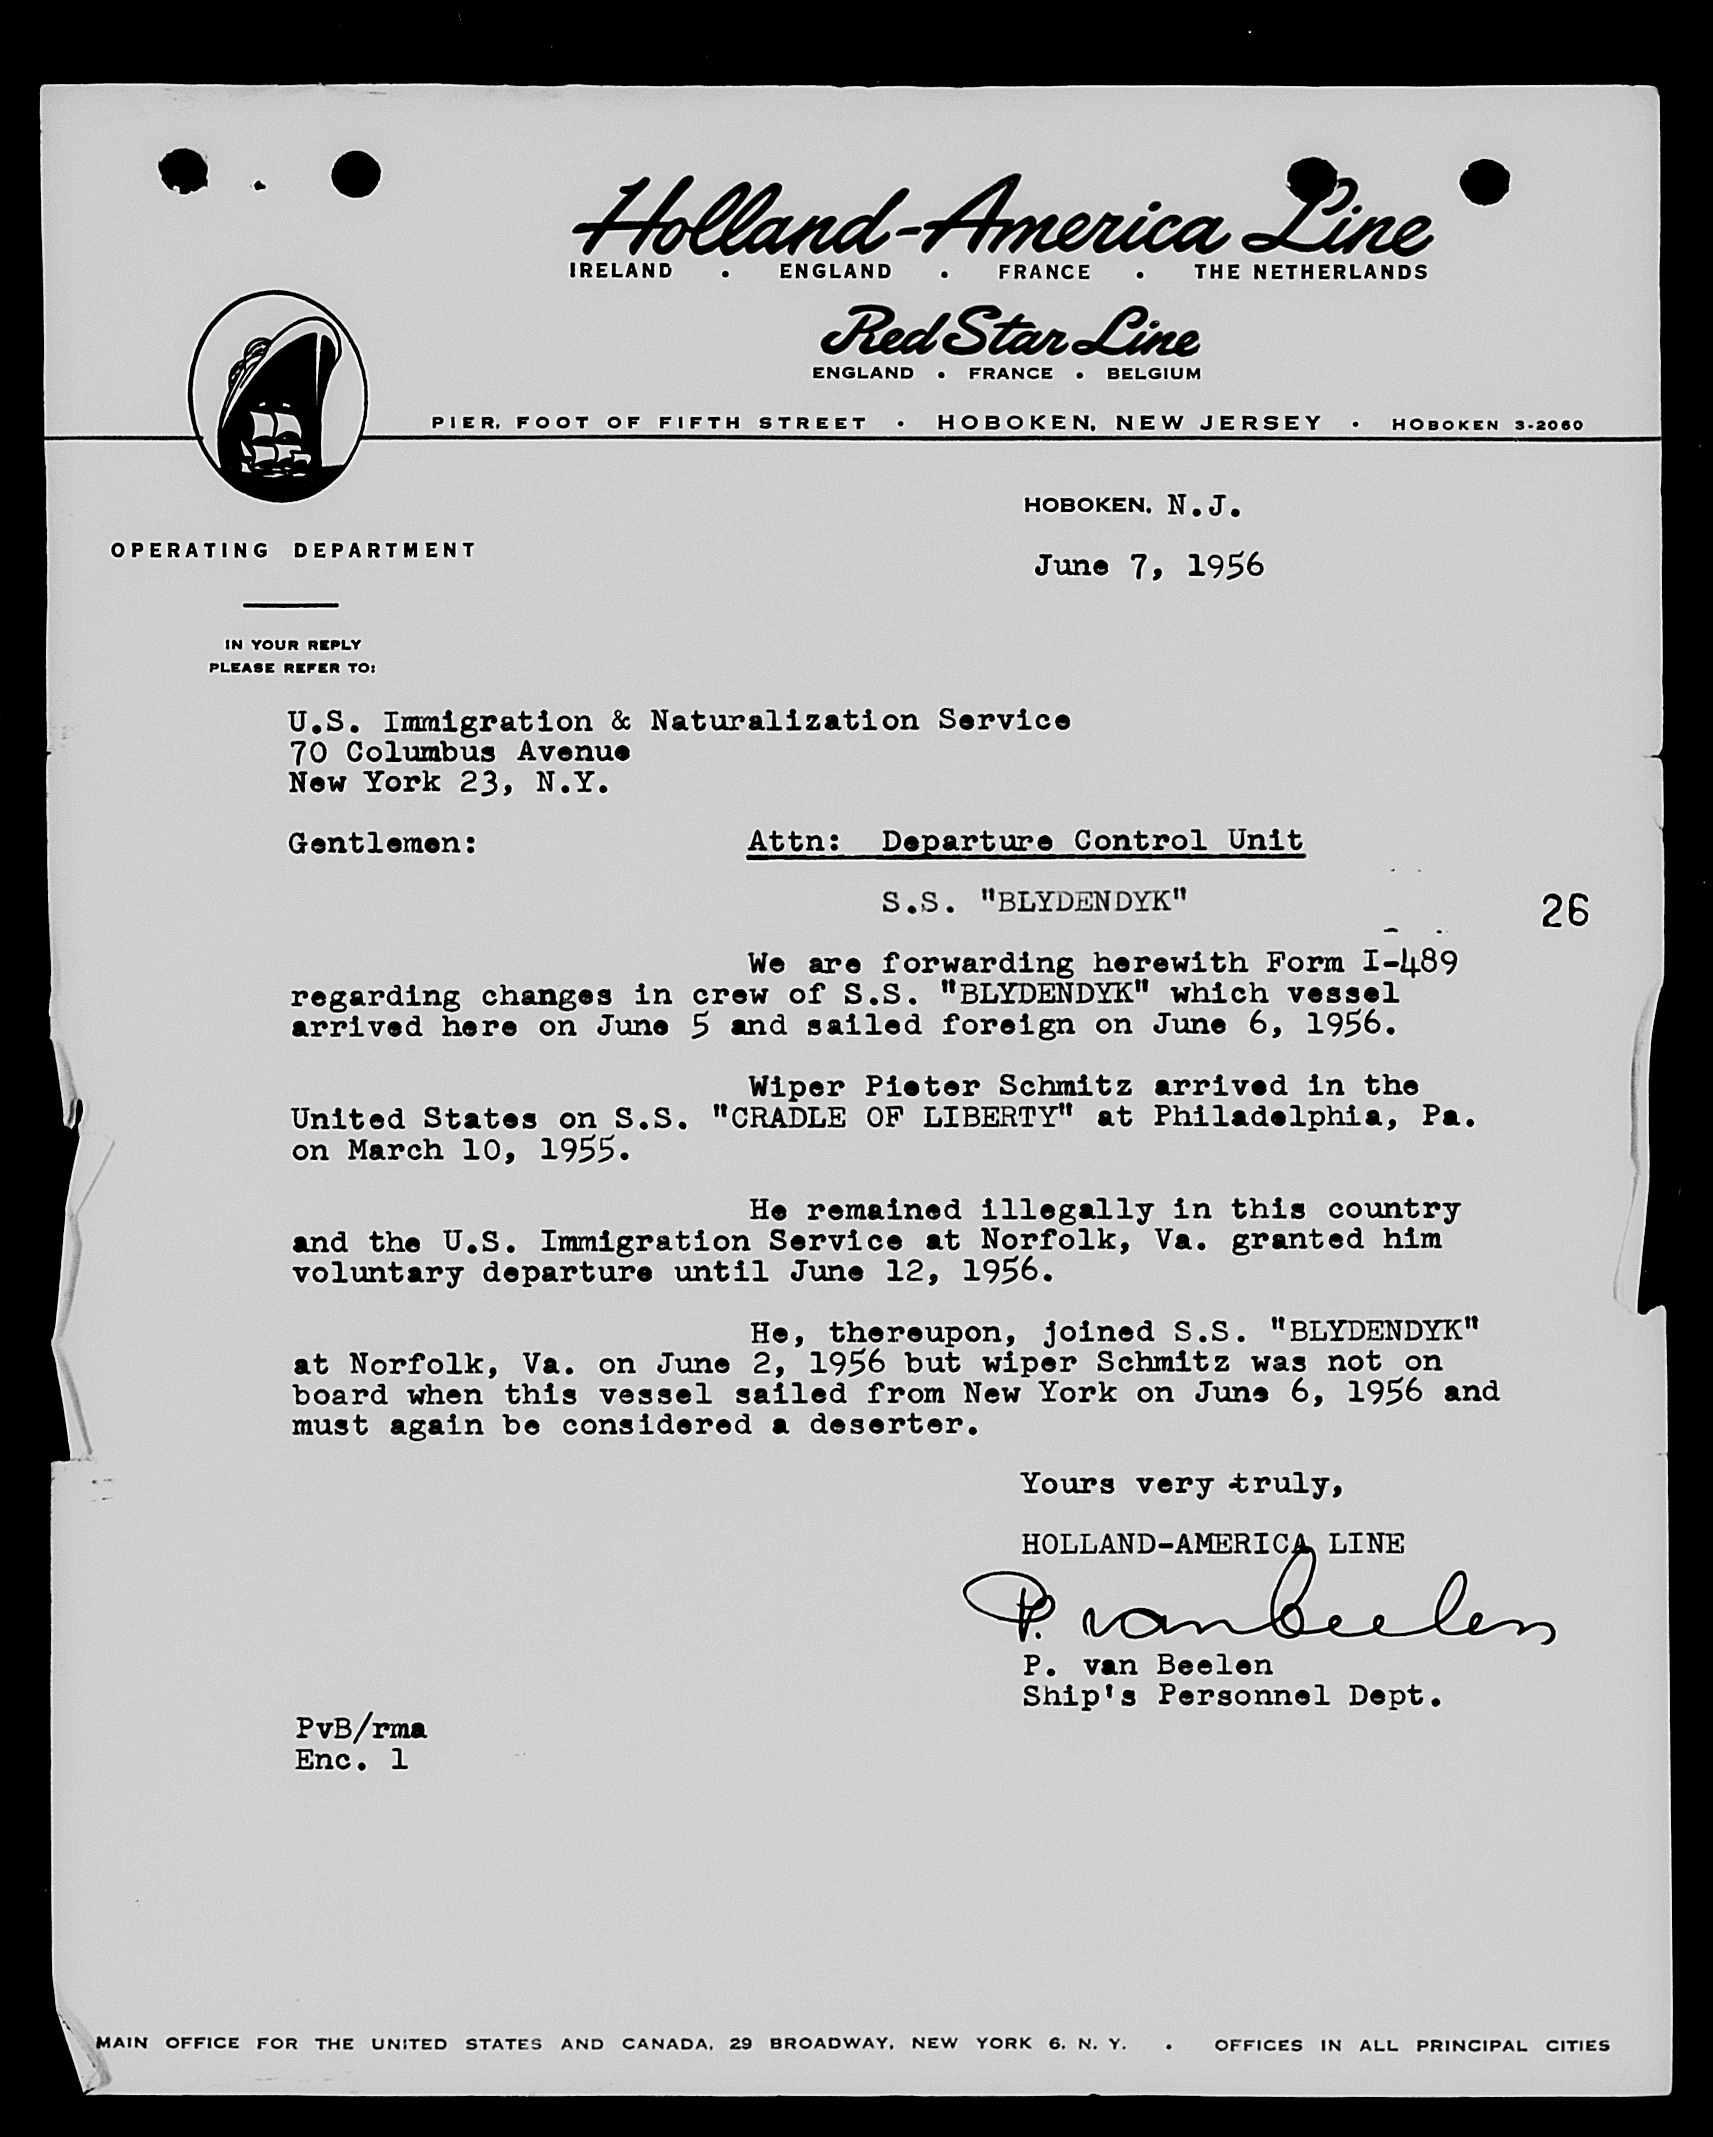 Holland-America Line
IRELAND • ENGLAND • FRANCE • THE NETHERLANDS
Red Star Line
ENGLAND • FRANCE • BELGIUM
PIER, FOOT OF FIFTH STREET • HOBOKEN, NEW JERSEY • HOBOKEN 3-2060
HOBOKEN, N.J.
OPERATING DEPARTMENT
June 7, 1956
IN YOUR REPLY
PLEASE REFER TO:
U.S. Immigration & Naturalization Service
70 Columbus Avenue
New York 23, N.Y.
Gentlemen: Attn: Departure Control Unit
S.S. "BLYDENDYK"
26
We are forwarding herewith Form I-489
regarding changes in crew of S.S. "BLYDENDYK" which vessel
arrived here on June 5 and sailed foreign on June 6, 1956.
Wiper Pieter Schmitz arrived in the
United States on S.S. "CRADLE OF LIBERTY" at Philadelphia, Pa.
on March 10, 1955.
He remained illegally in this country
and the U.S. Immigration Service at Norfolk, Va. granted him
voluntary departure until June 12, 1956.
He, thereupon, joined S.S. "BLYDENDYK"
at Norfolk, Va. on June 2, 1956 but wiper Schmitz was not on
board when this vessel sailed from New York on June 6, 1956 and
must again be considered a deserter.
Yours very truly,
HOLLAND-AMERICA LINE
P. van Beelen
P. van Beelen
Ship's Personnel Dept.
PvB/rma
Enc. 1
MAIN OFFICE FOR THE UNITED STATES AND CANADA, 29 BROADWAY, NEW YORK 6, N. Y. • OFFICES IN ALL PRINCIPAL CITIES